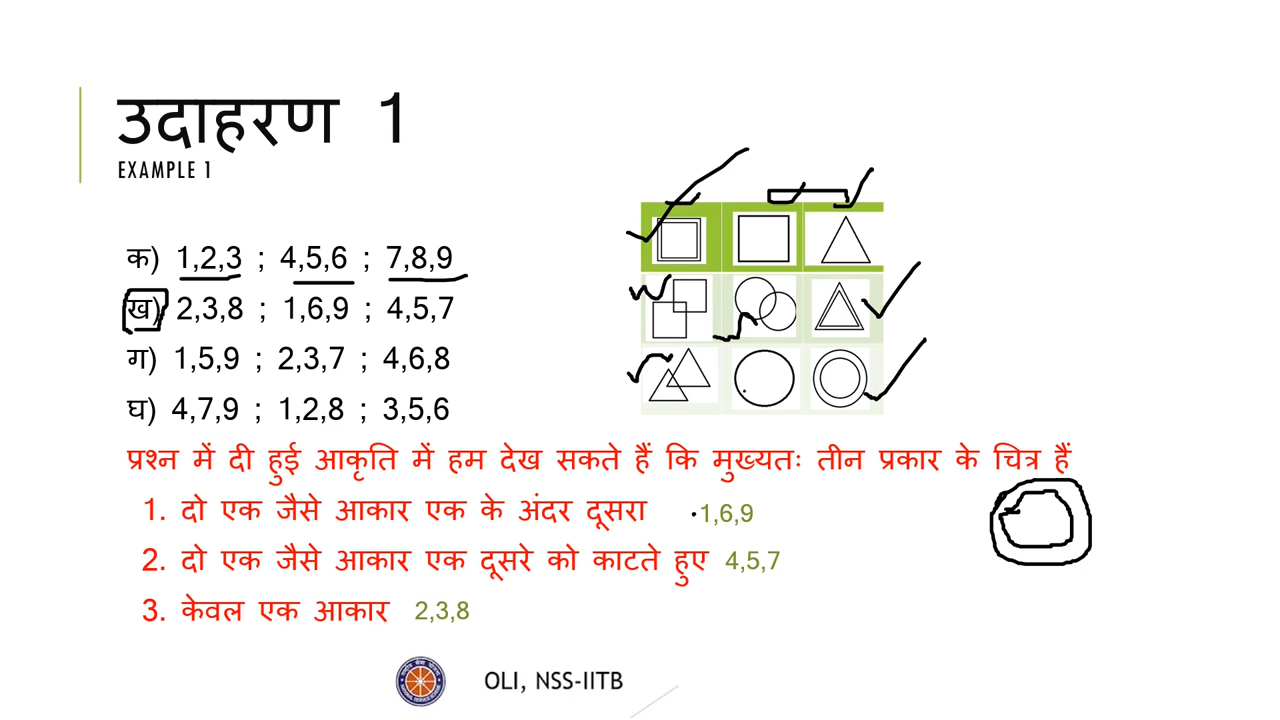 उदाहरण 1
EXAMPLE 1
क) 1,2,3 ; 4,5,6 ; 7,8,9
ख) 2,3,8 ; 1,6,9 ; 4,5,7
ग) 1,5,9 ; 2,3,7 ; 4,6,8
घ) 4,7,9 ; 1,2,8 ; 3,5,6
प्रश्न में दी हुई आकृति में हम देख सकते हैं कि मुख्यतः तीन प्रकार के चित्र हैं
1. दो एक जैसे आकार एक के अंदर दूसरा 1,6,9
2. दो एक जैसे आकार एक दूसरे को काटते हुए 4,5,7
3. केवल एक आकार 2,3,8
OLI, NSS-IITB